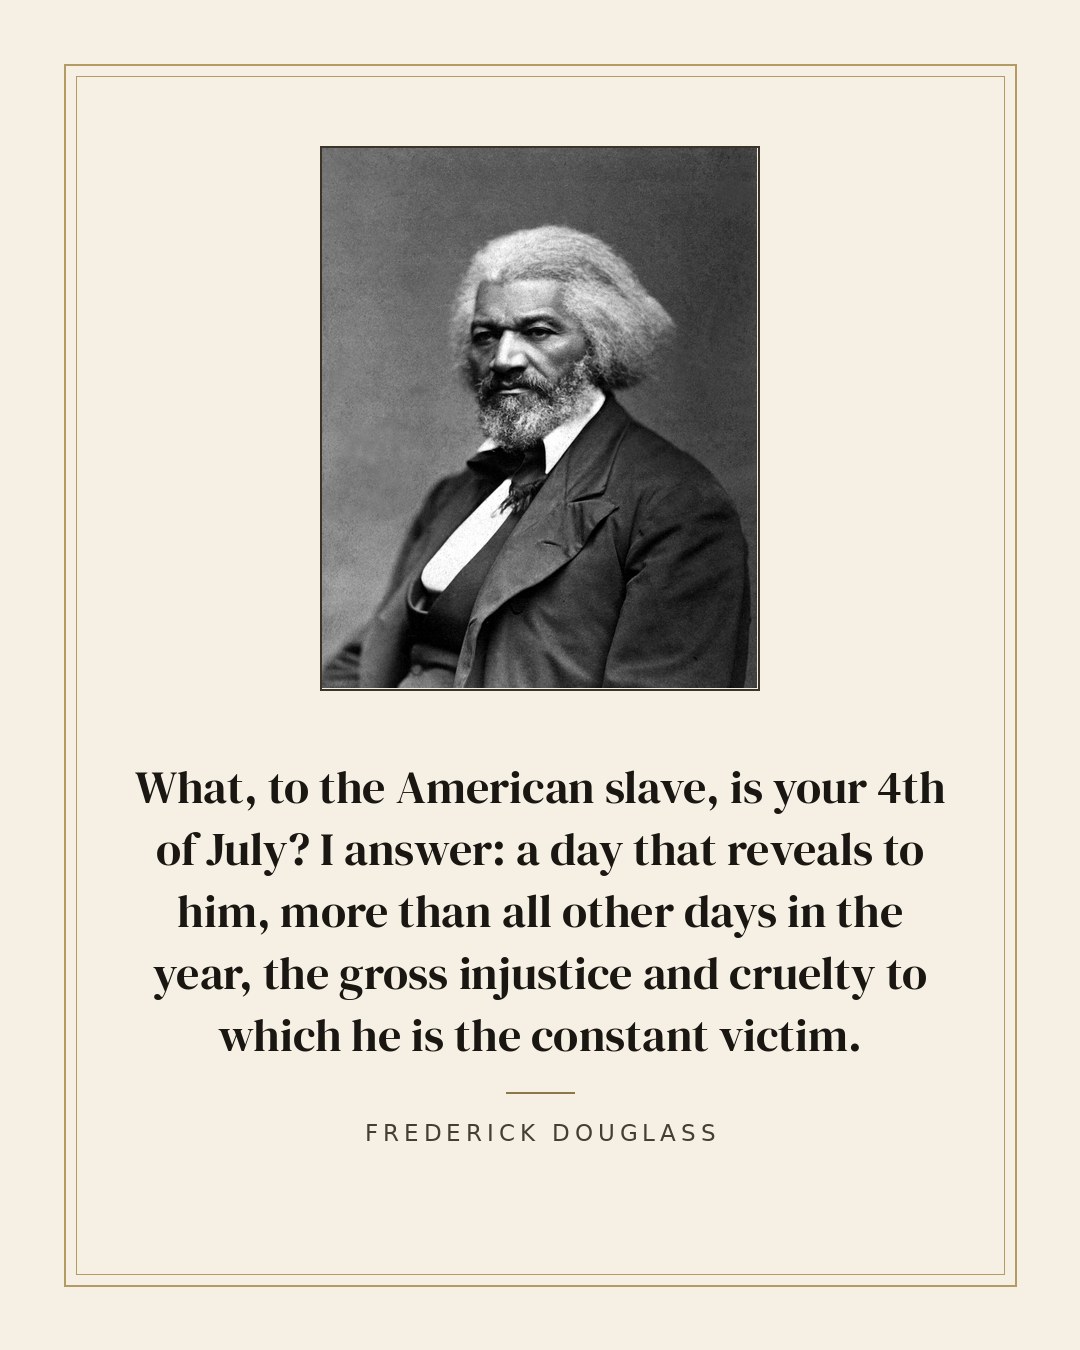 What, to the American slave, is your 4th
of July? I answer: a day that reveals to
him, more than all other days in the
year, the gross injustice and cruelty to
which he is the constant victim.
FREDERICK DOUGLASS